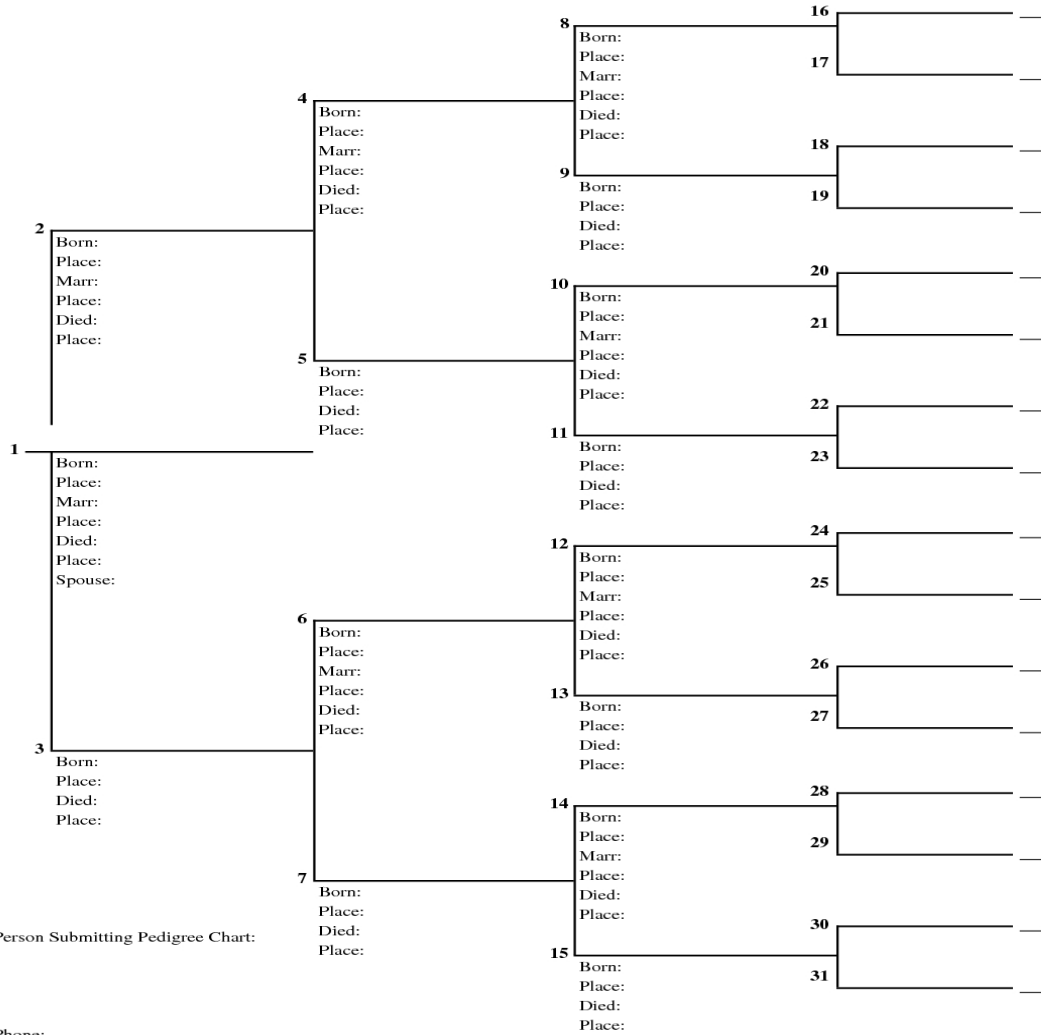 1
Born:
Place:
Marr:
Place:
Died:
Place:
Spouse:
2
Born:
Place:
Marr:
Place:
Died:
Place:
3
Born:
Place:
Died:
Place:
4
Born:
Place:
Marr:
Place:
Died:
Place:
5
Born:
Place:
Died:
Place:
6
Born:
Place:
Marr:
Place:
Died:
Place:
7
Born:
Place:
Died:
Place:
8
Born:
Place:
Marr:
Place:
Died:
Place:
9
Born:
Place:
Died:
Place:
10
Born:
Place:
Marr:
Place:
Died:
Place:
11
Born:
Place:
Died:
Place:
12
Born:
Place:
Marr:
Place:
Died:
Place:
13
Born:
Place:
Died:
Place:
14
Born:
Place:
Marr:
Place:
Died:
Place:
15
Born:
Place:
Died:
Place:
16
17
18
19
20
21
22
23
24
25
26
27
28
29
30
31
Person Submitting Pedigree Chart:
Phone: